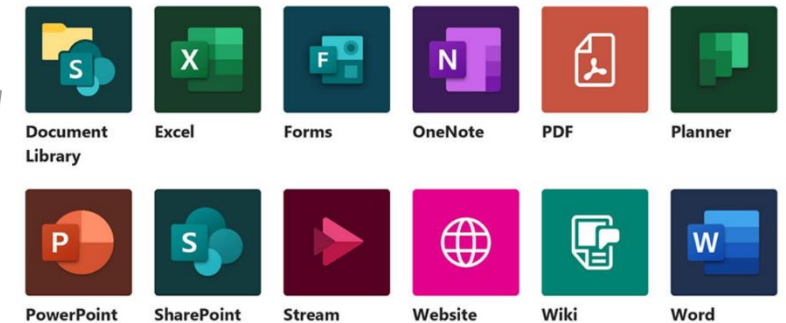 S
X
F
N
Document
Library
Excel
Forms
OneNote
PDF
Planner
P
S
W
PowerPoint
SharePoint
Stream
Website
Wiki
Word